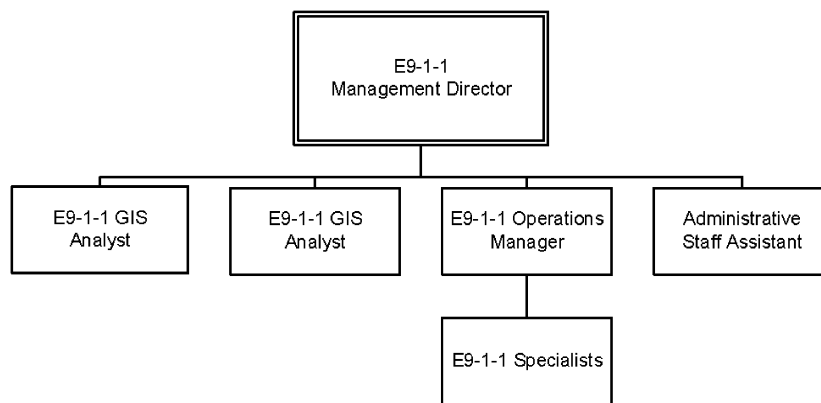 E9-1-1
Management Director
E9-1-1 GIS
Analyst
E9-1-1 GIS
Analyst
E9-1-1 Operations
Manager
Administrative
Staff Assistant
E9-1-1 Specialists